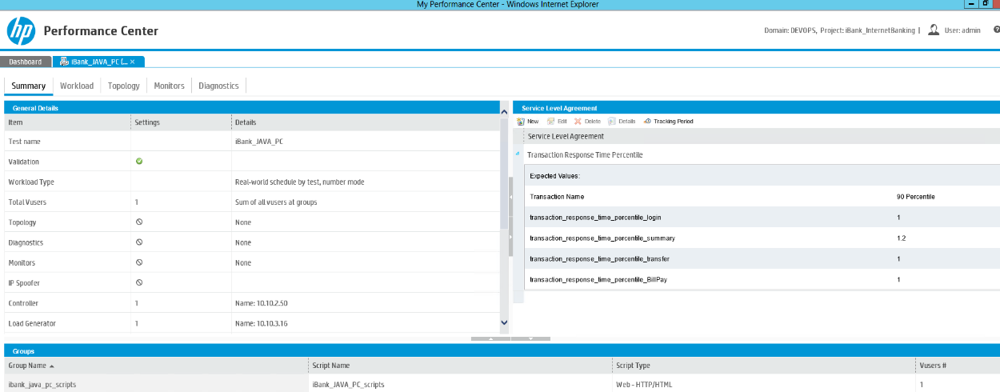 My Performance Center - Windows Internet Explorer
hp Performance Center
Domain: DEVOPS, Project: iBank_InternetBanking | User: admin
Dashboard iBank_JAVA_PC (...
Summary Workload Topology Monitors Diagnostics
General Details
Item Settings Details
Test name iBank_JAVA_PC
Validation
Workload Type Real-world schedule by test, number mode
Total Vusers 1 Sum of all vusers at groups
Topology None
Diagnostics None
Monitors None
IP Spoofer
Controller 1 Name: 10.10.2.50
Load Generator 1 Name: 10.10.3.16
Service Level Agreement
New Edit Delete Details Tracking Period
Service Level Agreement
Transaction Response Time Percentile
Expected Values:
Transaction Name 90 Percentile
transaction_response_time_percentile_login 1
transaction_response_time_percentile_summary 1.2
transaction_response_time_percentile_transfer 1
transaction_response_time_percentile_BillPay 1
Groups
Group Name Script Name Script Type Vusers #
ibank_java_pc_scripts iBank_JAVA_PC_scripts Web - HTTP/HTML 1